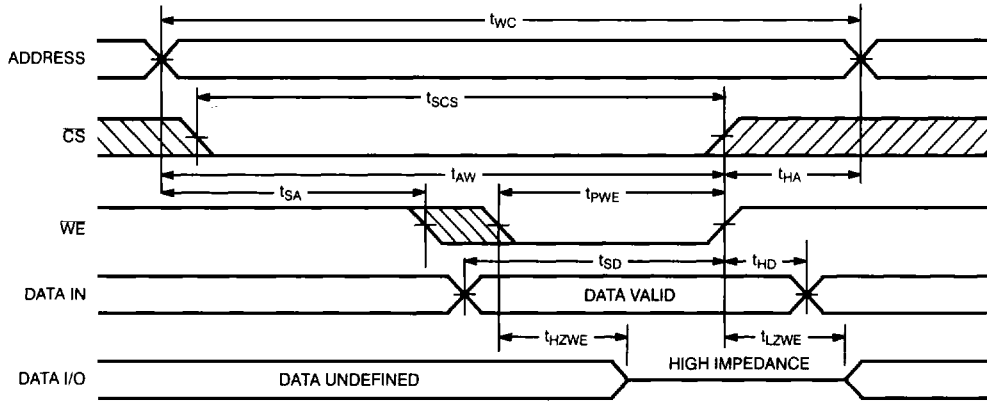 tWC
ADDRESS
tSCS
CS
tAW
tHA
tSA
tPWE
WE
tSD
tHD
DATA IN
DATA VALID
tHZWE
tLZWE
HIGH IMPEDANCE
DATA I/O
DATA UNDEFINED